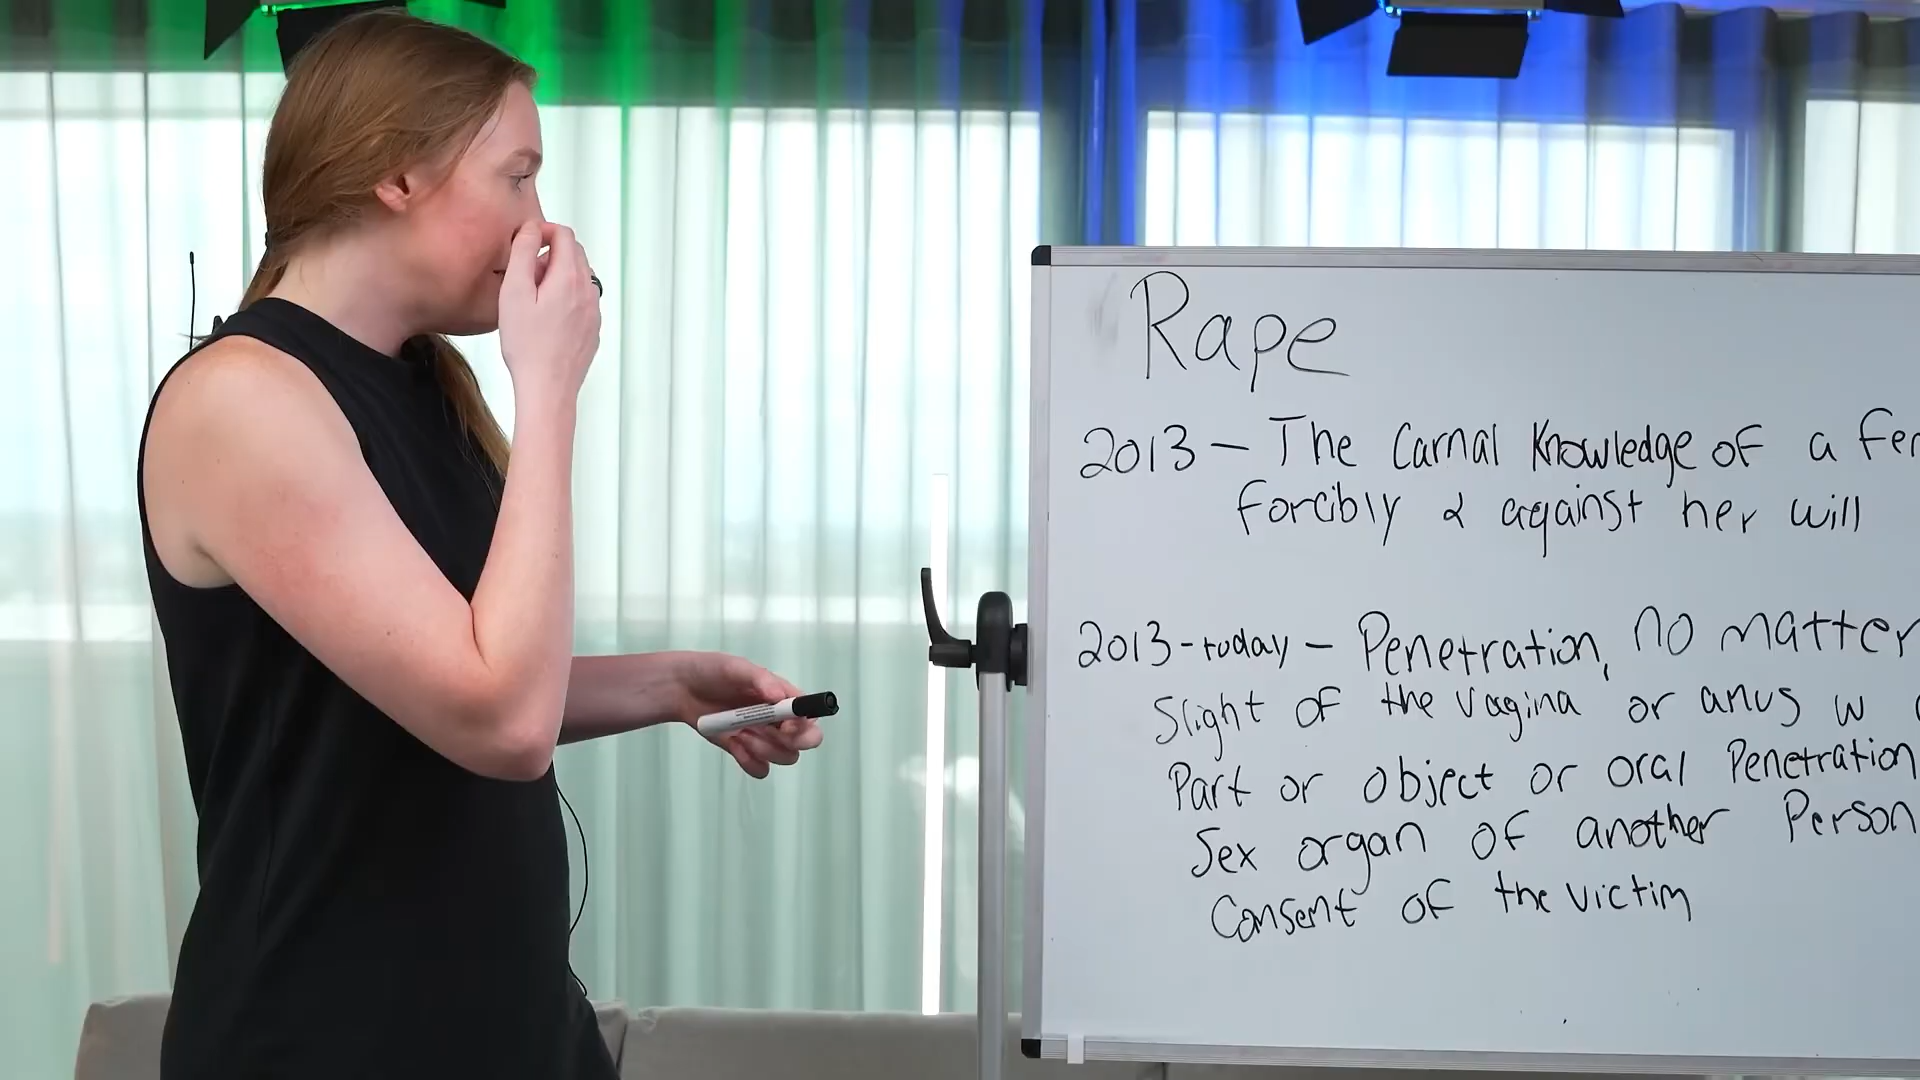 Rape
2013 - The Carnal Knowledge of a fer
Forcibly & against her will
2013-today - Penetration, no matter
Slight of the vagina or anus w
Part or object or oral Penetration
Sex organ of another Person
Consent of the victim